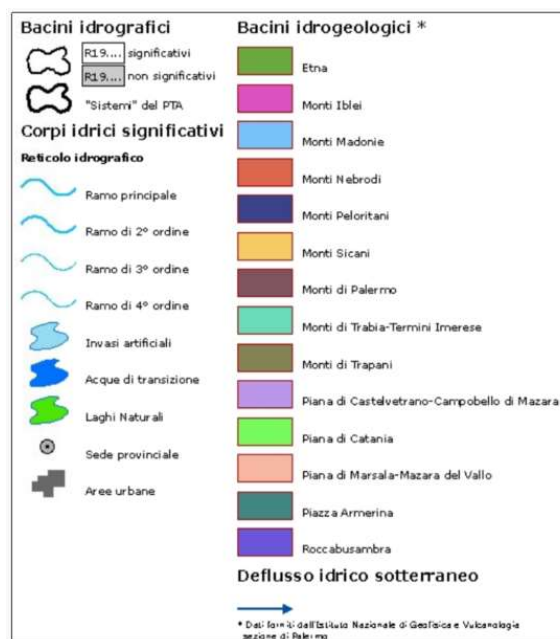 Bacini idrografici
R19.... significativi
R19.... non significativi
"Sistemi" del PTA
Corpi idrici significativi
Reticolo idrografico
Ramo principale
Ramo di 2° ordine
Ramo di 3° ordine
Ramo di 4° ordine
Invasi artificiali
Acque di transizione
Laghi Naturali
Sede provinciale
Aree urbane
Bacini idrogeologici *
Etna
Monti Iblei
Monti Madonie
Monti Nebrodi
Monti Peloritani
Monti Sicani
Monti di Palermo
Monti di Trabia-Termini Imerese
Monti di Trapani
Piana di Castelvetrano-Campobello di Mazara
Piana di Catania
Piana di Marsala-Mazara del Vallo
Piazza Armerina
Roccabusambra
Deflusso idrico sotterraneo
* Dati forniti dall'Istituto Nazionale di Geofisica e Vulcanologia
sezione di Palermo